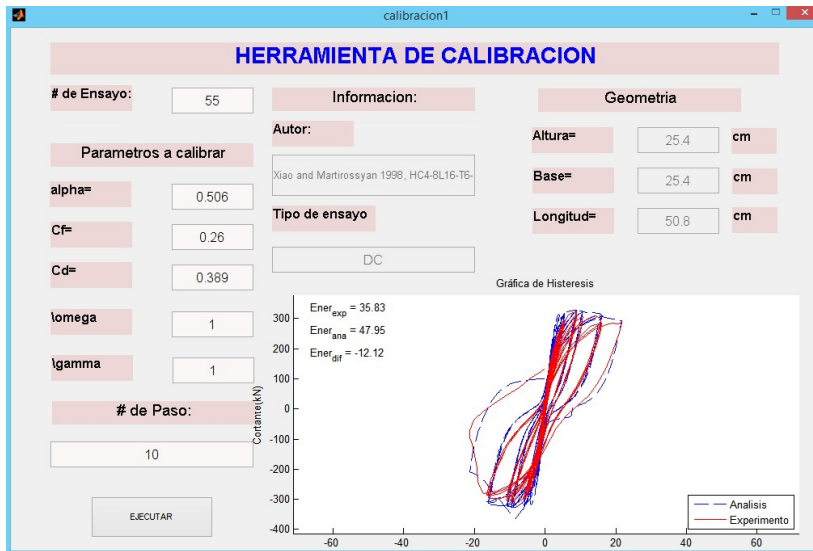 calibracion1
HERRAMIENTA DE CALIBRACION
# de Ensayo:
55
Parametros a calibrar
alpha=
0.506
Cf=
0.26
Cd=
0.389
\omega
1
\gamma
1
# de Paso:
10
EJECUTAR
Informacion:
Autor:
Xiao and Martirossyan 1998, HC4-8L16-T6-
Tipo de ensayo
DC
Geometria
Altura=
25.4
cm
Base=
25.4
cm
Longitud=
50.8
cm
Gráfica de Histeresis
Ener_exp = 35.83
Ener_ana = 47.95
Ener_dif = -12.12
Cortante(kN)
300
200
100
0
-100
-200
-300
-400
-60 -40 -20 0 20 40 60
Analisis
Experimento